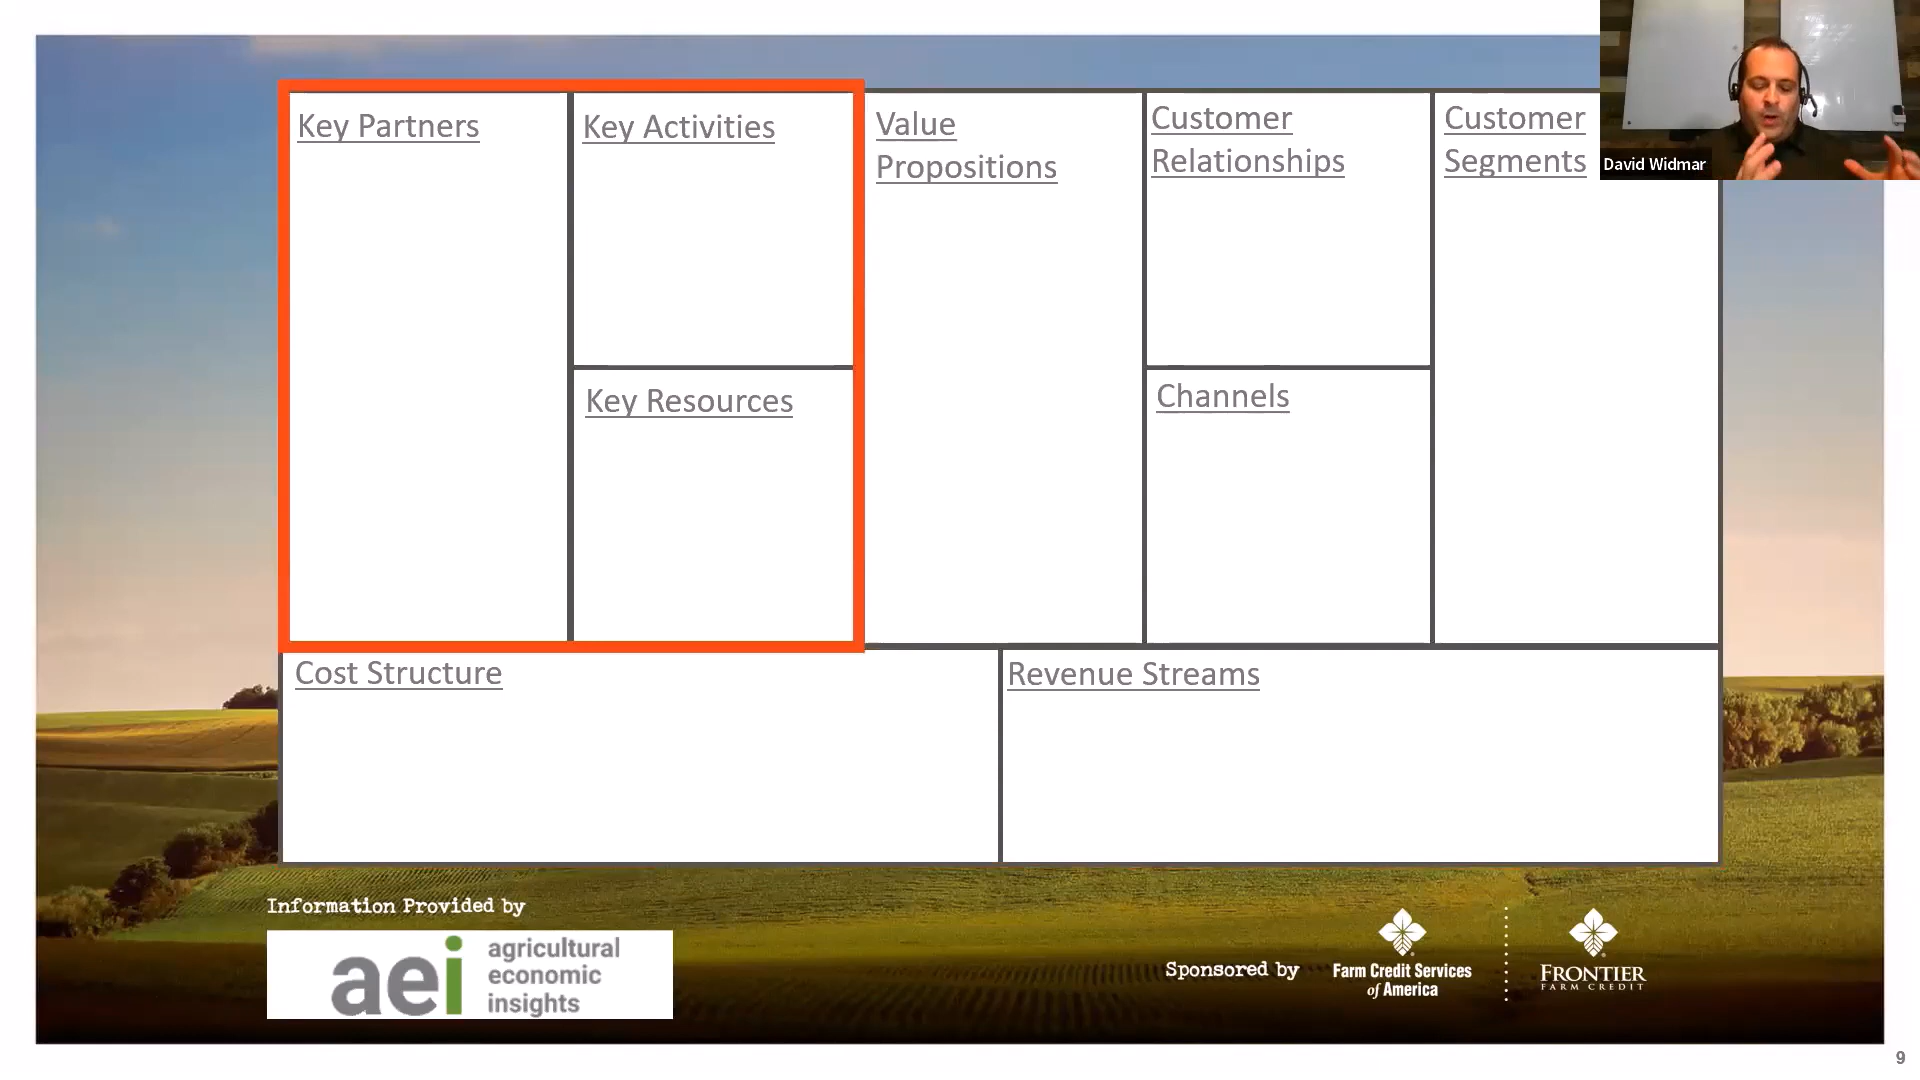 Key Partners
Key Activities
Key Resources
Value
Propositions
Customer
Relationships
Channels
Customer
Segments
David Widmar
Cost Structure
Revenue Streams
Information Provided by
aei
agricultural
economic
insights
Sponsored by
Farm Credit Services
of America
FRONTIER
FARM CREDIT
9